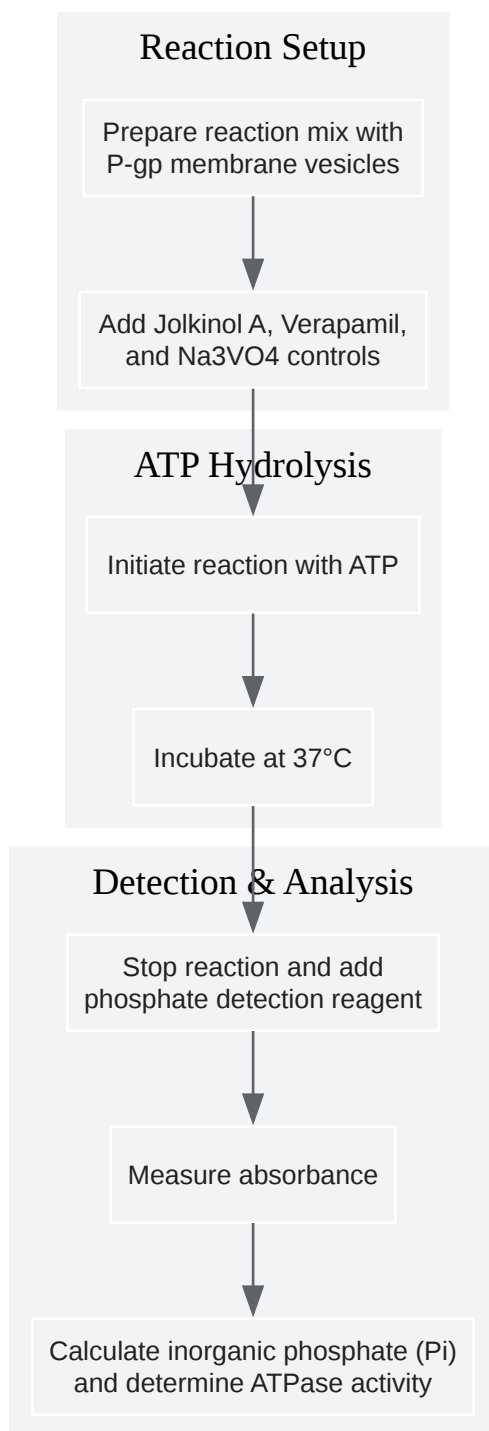 Reaction Setup
Prepare reaction mix with
P-gp membrane vesicles
Add Jolkinol A, Verapamil,
and Na3VO4 controls
ATP Hydrolysis
Initiate reaction with ATP
Incubate at 37°C
Detection & Analysis
Stop reaction and add
phosphate detection reagent
Measure absorbance
Calculate inorganic phosphate (Pi)
and determine ATPase activity